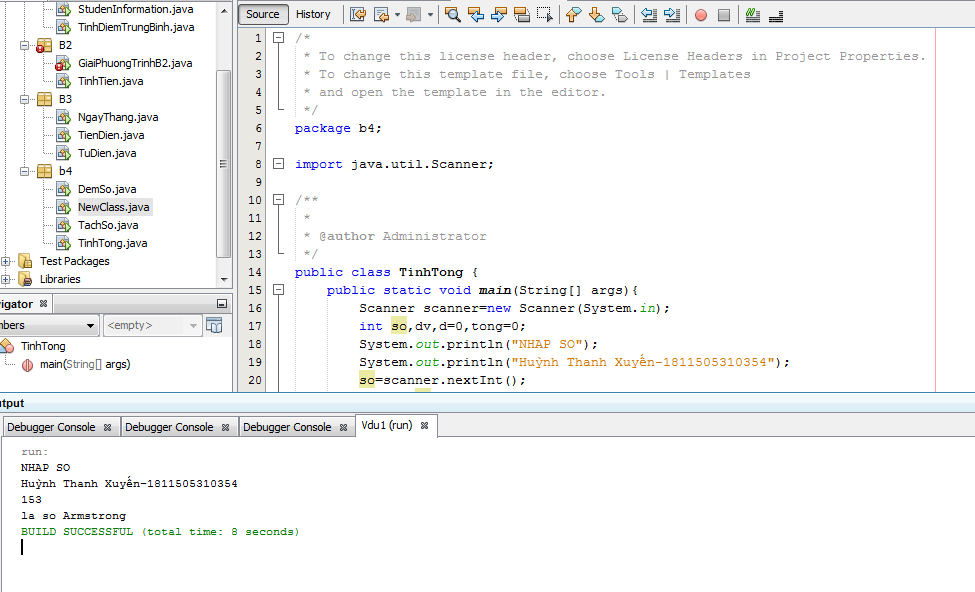 StudenInformation.java
TinhDiemTrungBinh.java
B2
GiaiPhuongTrinhB2.java
TinhTien.java
B3
NgayThang.java
TienDien.java
TuDien.java
b4
DemSo.java
NewClass.java
TachSo.java
TinhTong.java
Test Packages
Libraries
vigator
nbers
<empty>
TinhTong
main(String[] args)
Source History
1 /*
2 * To change this license header, choose License Headers in Project Properties.
3 * To change this template file, choose Tools | Templates
4 * and open the template in the editor.
5 */
6 package b4;
7
8 import java.util.Scanner;
9
10 /**
11 *
12 * @author Administrator
13 */
14 public class TinhTong {
15 public static void main(String[] args){
16 Scanner scanner=new Scanner(System.in);
17 int so,dv,d=0,tong=0;
18 System.out.println("NHAP SO");
19 System.out.println("Huỳnh Thanh Xuyến-1811505310354");
20 so=scanner.nextInt();
utput
Debugger Console Debugger Console Debugger Console Vdu1 (run)
run:
NHAP SO
Huỳnh Thanh Xuyến-1811505310354
153
la so Armstrong
BUILD SUCCESSFUL (total time: 8 seconds)